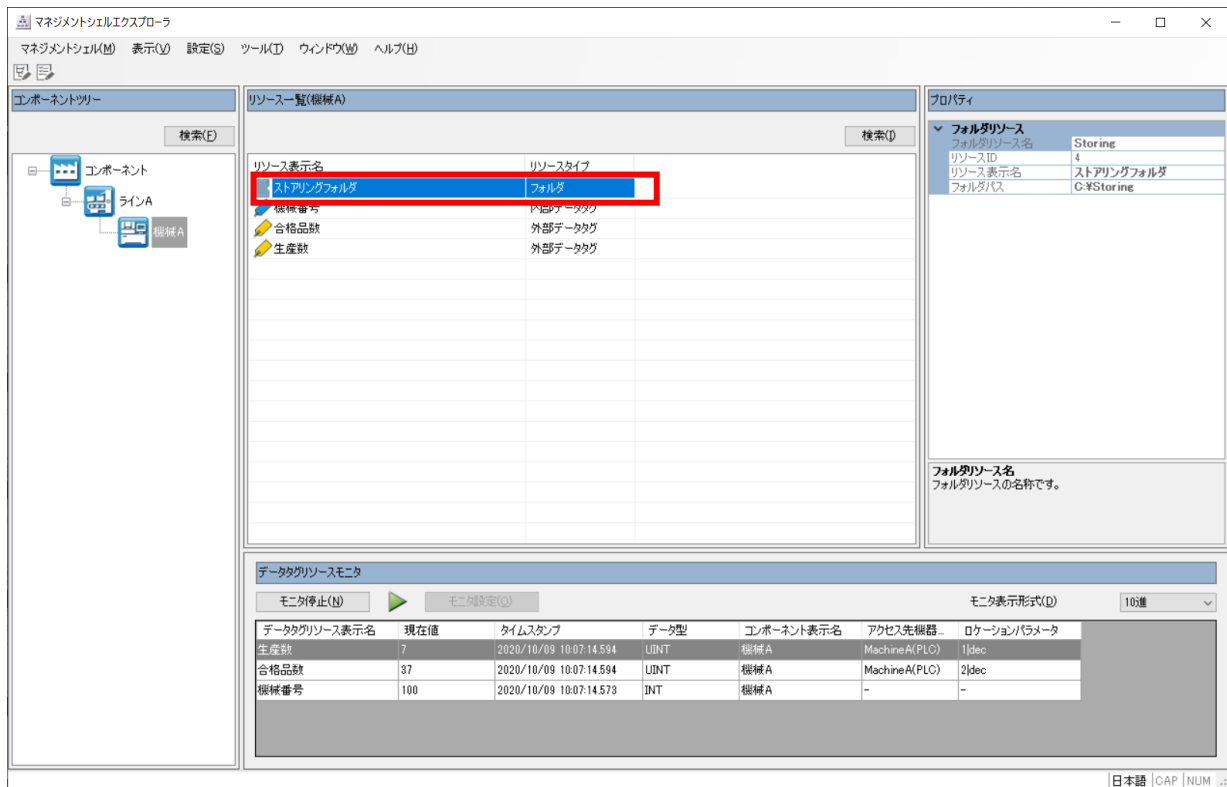 マネジメントシェルエクスプローラ
マネジメントシェル(M) 表示(V) 設定(S) ツール(T) ウィンドウ(W) ヘルプ(H)
コンポーネントツリー
検索(F)
コンポーネント
ラインA
機械A
リソース一覧(機械A)
検索(I)
リソース表示名 リソースタイプ
ストアリングフォルダ フォルダ
機械番号 内部データタグ
合格品数 外部データタグ
生産数 外部データタグ
プロパティ
フォルダリソース
フォルダリソース名 Storing
リソースID 4
リソース表示名 ストアリングフォルダ
フォルダパス C:¥Storing
フォルダリソース名
フォルダリソースの名称です。
データタグリソースモニタ
モニタ停止(N) モニタ設定(O) モニタ表示形式(D) 10進
データタグリソース表示名 現在値 タイムスタンプ データ型 コンポーネント表示名 アクセス先機器... ロケーションパラメータ
生産数 7 2020/10/09 10:07:14.594 UINT 機械A MachineA(PLC) 1|dec
合格品数 37 2020/10/09 10:07:14.594 UINT 機械A MachineA(PLC) 2|dec
機械番号 100 2020/10/09 10:07:14.573 INT 機械A - -
日本語 CAP NUM